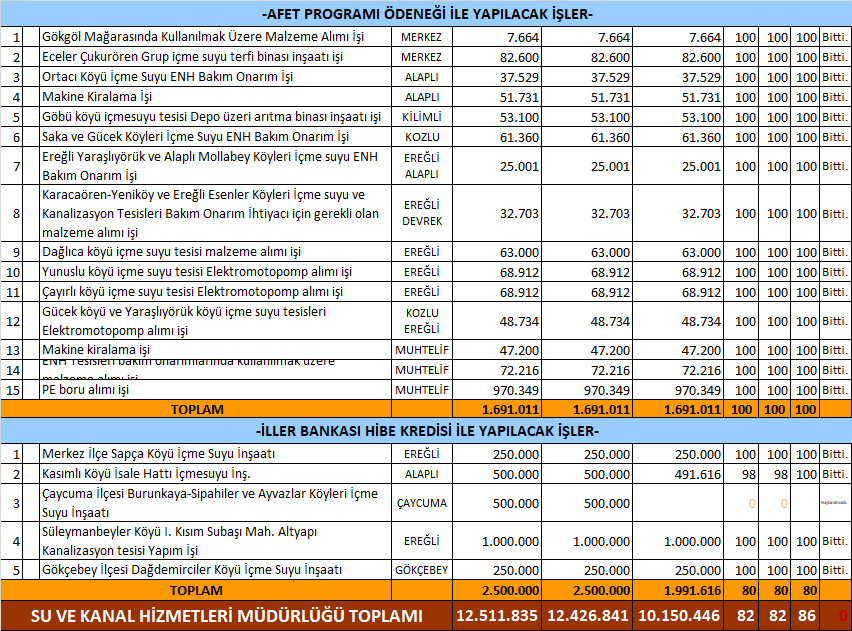 -AFET PROGRAMI ÖDENEĞİ İLE YAPILACAK İŞLER-
1 Gökgöl Mağarasında Kullanılmak Üzere Malzeme Alımı İşi MERKEZ 7.664 7.664 7.664 100 100 100 Bitti.
2 Eceler Çukurören Grup içme suyu terfi binası inşaatı işi MERKEZ 82.600 82.600 82.600 100 100 100 Bitti.
3 Ortacı Köyü İçme Suyu ENH Bakım Onarım İşi ALAPLI 37.529 37.529 37.529 100 100 100 Bitti.
4 Makine Kiralama İşi ALAPLI 51.731 51.731 51.731 100 100 100 Bitti.
5 Göbü köyü içmesuyu tesisi Depo üzeri arıtma binası inşaatı işi KİLİMLİ 53.100 53.100 53.100 100 100 100 Bitti.
6 Saka ve Gücek Köyleri İçme Suyu ENH Bakım Onarım İşi KOZLU 61.360 61.360 61.360 100 100 100 Bitti.
7 Ereğli Yaraşlıyörük ve Alaplı Mollabey Köyleri İçme suyu ENH
Bakım Onarım İşi EREĞLİ
ALAPLI 25.001 25.001 25.001 100 100 100 Bitti.
8 Karacaören-Yeniköy ve Ereğli Esenler Köyleri İçme suyu ve
Kanalizasyon Tesisleri Bakım Onarım İhtiyacı için gerekli olan
malzeme alımı işi EREĞLİ
DEVREK 32.703 32.703 32.703 100 100 100 Bitti.
9 Dağlıca köyü içme suyu tesisi malzeme alımı işi EREĞLİ 63.000 63.000 63.000 100 100 100 Bitti.
10 Yunuslu köyü içme suyu tesisi Elektromotopomp alımı işi EREĞLİ 68.912 68.912 68.912 100 100 100 Bitti.
11 Çayırlı köyü içme suyu tesisi Elektromotopomp alımı işi EREĞLİ 68.912 68.912 68.912 100 100 100 Bitti.
12 Gücek köyü ve Yaraşlıyörük köyü içme suyu tesisleri
Elektromotopomp alımı işi KOZLU
EREĞLİ 48.734 48.734 48.734 100 100 100 Bitti.
13 Makine kiralama işi MUHTELİF 47.200 47.200 47.200 100 100 100 Bitti.
14 ENH Tesisleri bakım onarımlarında kullanılmak üzere
malzeme alımı işi MUHTELİF 72.216 72.216 72.216 100 100 100 Bitti.
15 PE boru alımı işi MUHTELİF 970.349 970.349 970.349 100 100 100 Bitti.
TOPLAM 1.691.011 1.691.011 1.691.011 100 100 100
-İLLER BANKASI HİBE KREDİSİ İLE YAPILACAK İŞLER-
1 Merkez İlçe Sapça Köyü İçme Suyu İnşaatı EREĞLİ 250.000 250.000 250.000 100 100 100 Bitti.
2 Kasımlı Köyü İsale Hattı İçmesuyu İnş. ALAPLI 500.000 500.000 491.616 98 98 100 Bitti.
3 Çaycuma İlçesi Burunkaya-Sipahiler ve Ayvazlar Köyleri İçme
Suyu İnşaatı ÇAYCUMA 500.000 500.000 0 0
4 Süleymanbeyler Köyü I. Kısım Subaşı Mah. Altyapı
Kanalizasyon tesisi Yapım İşi EREĞLİ 1.000.000 1.000.000 1.000.000 100 100 100 Bitti.
5 Gökçebey İlçesi Dağdemirciler Köyü İçme Suyu İnşaatı GÖKÇEBEY 250.000 250.000 250.000 100 100 100 Bitti.
TOPLAM 2.500.000 2.500.000 1.991.616 80 80 80
SU VE KANAL HİZMETLERİ MÜDÜRLÜĞÜ TOPLAMI 12.511.835 12.426.841 10.150.446 82 82 86 0